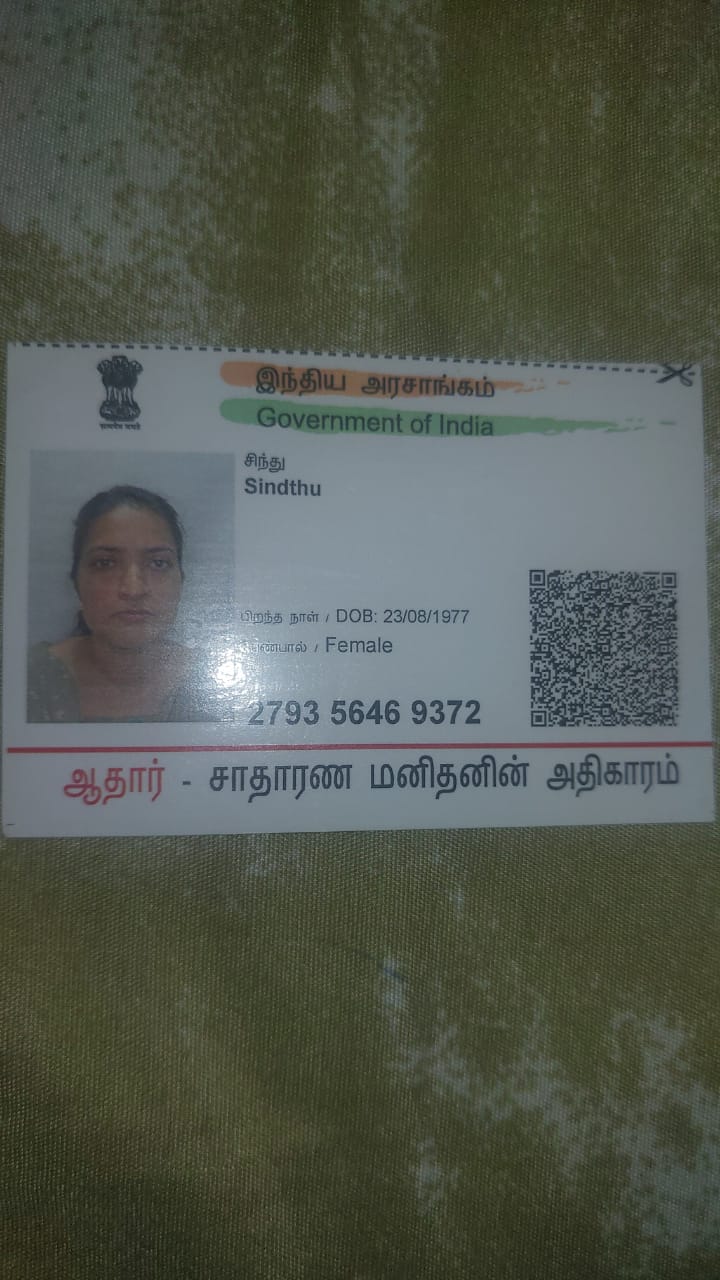 இந்திய அரசாங்கம்
Government of India
सत्यमेव जयते
சிந்து
Sindthu
பிறந்த நாள் / DOB: 23/08/1977
/ Female
2793 5646 9372
ஆதார் - சாதாரண மனிதனின் அதிகாரம்